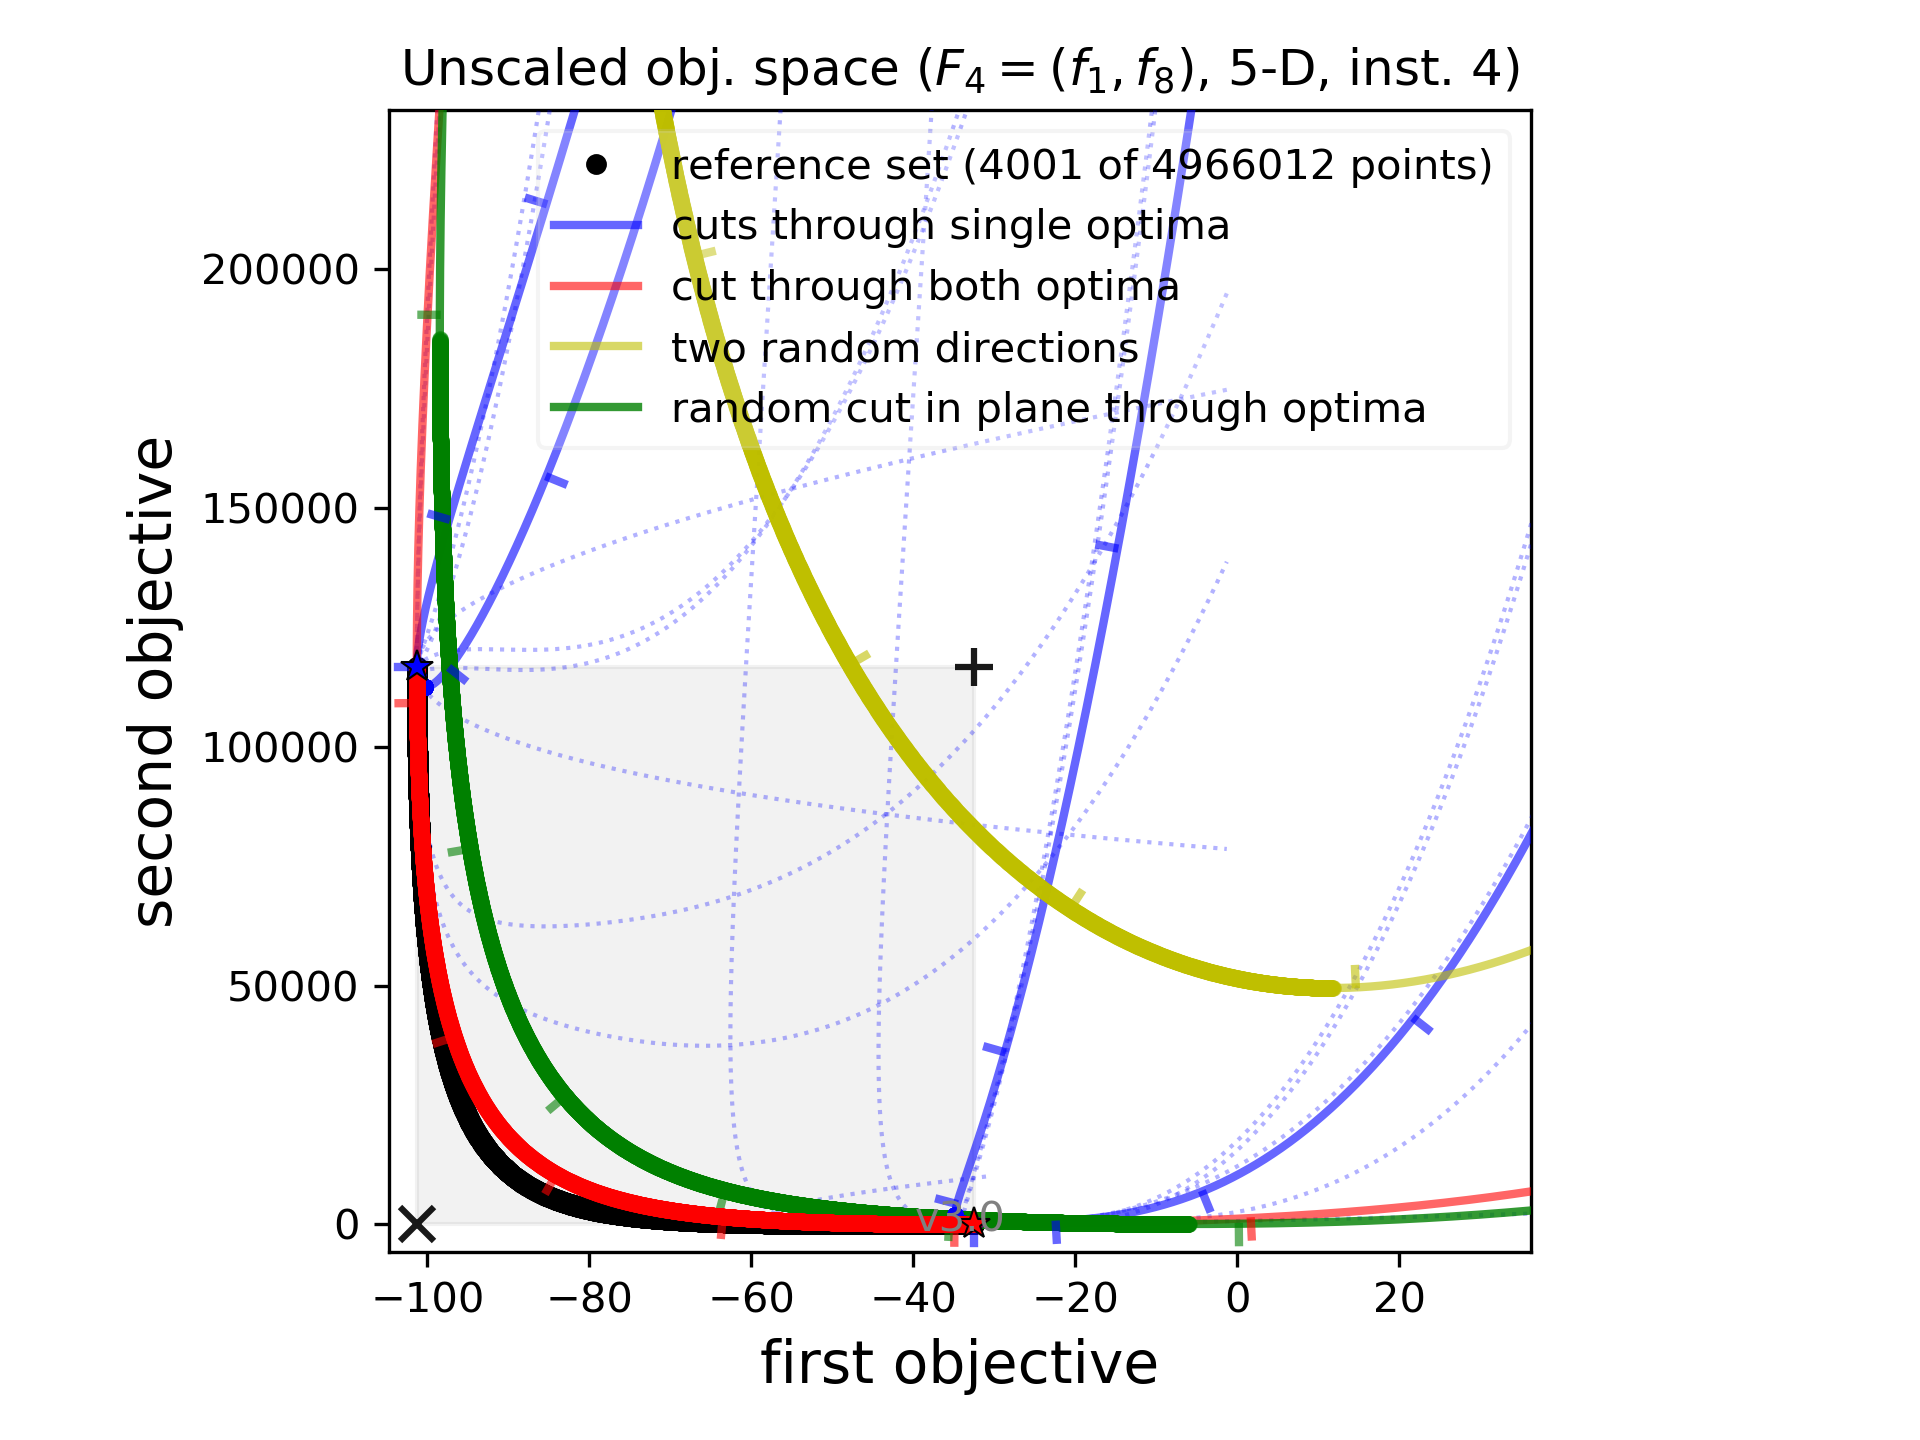 Unscaled obj. space (F₄ = (f₁, f₈), 5-D, inst. 4)
reference set (4001 of 4966012 points)
cuts through single optima
cut through both optima
two random directions
random cut in plane through optima
second objective
200000
150000
100000
50000
0
v3.0
−100
−80
−60
−40
−20
0
20
first objective